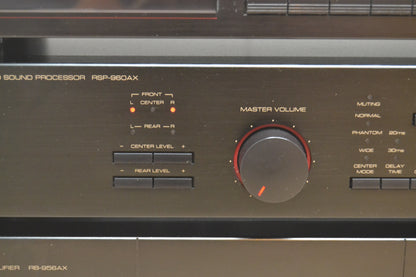 SOUND PROCESSOR RSP-960AX
FRONT
L CENTER R
L REAR R
- CENTER LEVEL +
- REAR LEVEL +
MASTER VOLUME
MUTING
NORMAL
PHANTOM 20ms
WIDE 30ms
CENTER MODE DELAY TIME
RB-956AX